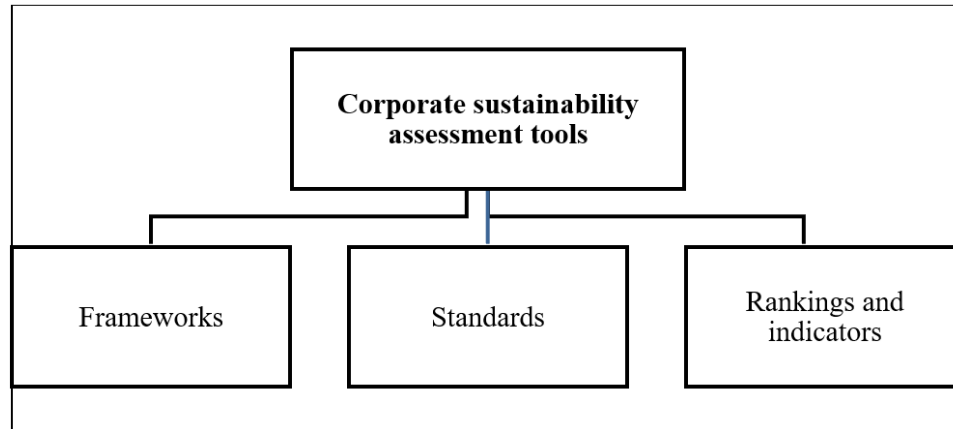 Corporate sustainability
assessment tools
Frameworks
Standards
Rankings and
indicators